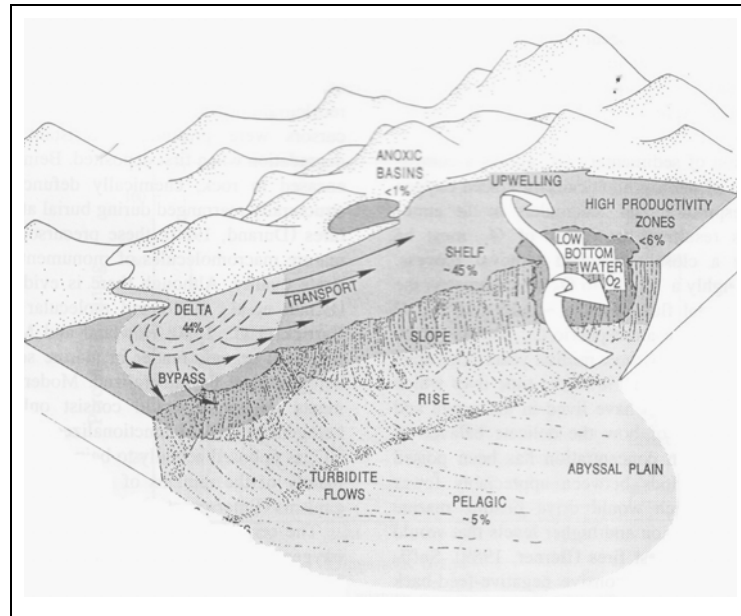 ANOXIC
BASINS
<1%
UPWELLING
HIGH PRODUCTIVITY
ZONES
<6%
LOW
BOTTOM
WATER
O2
SHELF
~45%
TRANSPORT
DELTA
44%
BYPASS
SLOPE
RISE
TURBIDITE
FLOWS
PELAGIC
~5%
ABYSSAL PLAIN